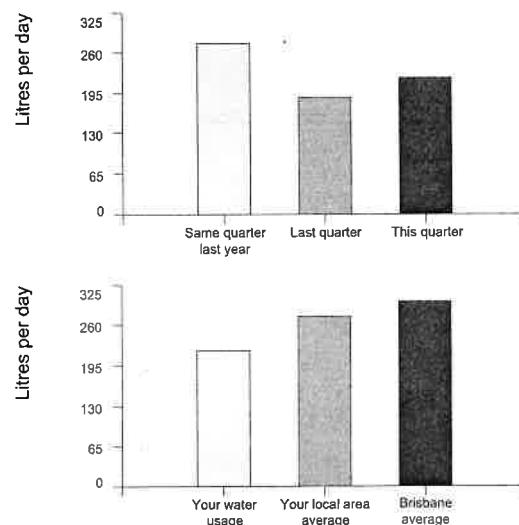 Litres per day
325
260
195
130
65
0
Same quarter
last year
Last quarter
This quarter
Litres per day
325
260
195
130
65
0
Your water
usage
Your local area
average
Brisbane
average